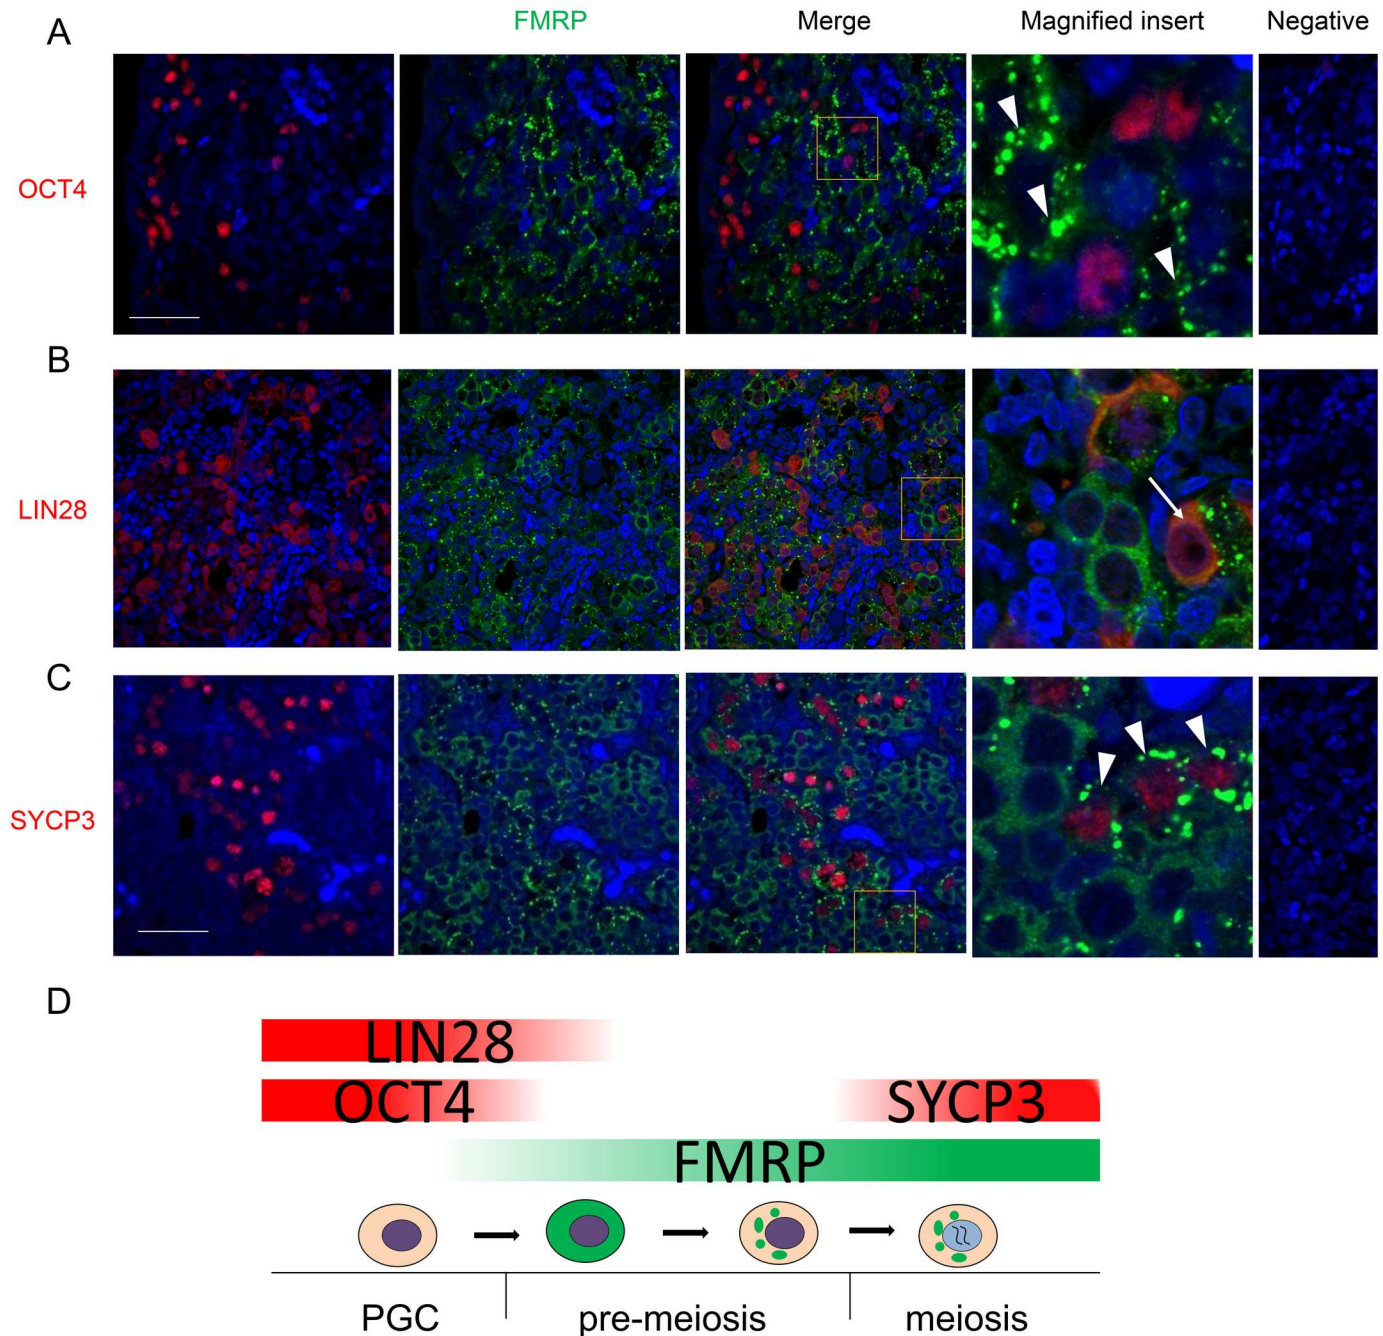 A
FMRP
Merge
Magnified insert
Negative
OCT4
B
LIN28
C
SYCP3
D
LIN28
OCT4
SYCP3
FMRP
PGC
pre-meiosis
meiosis